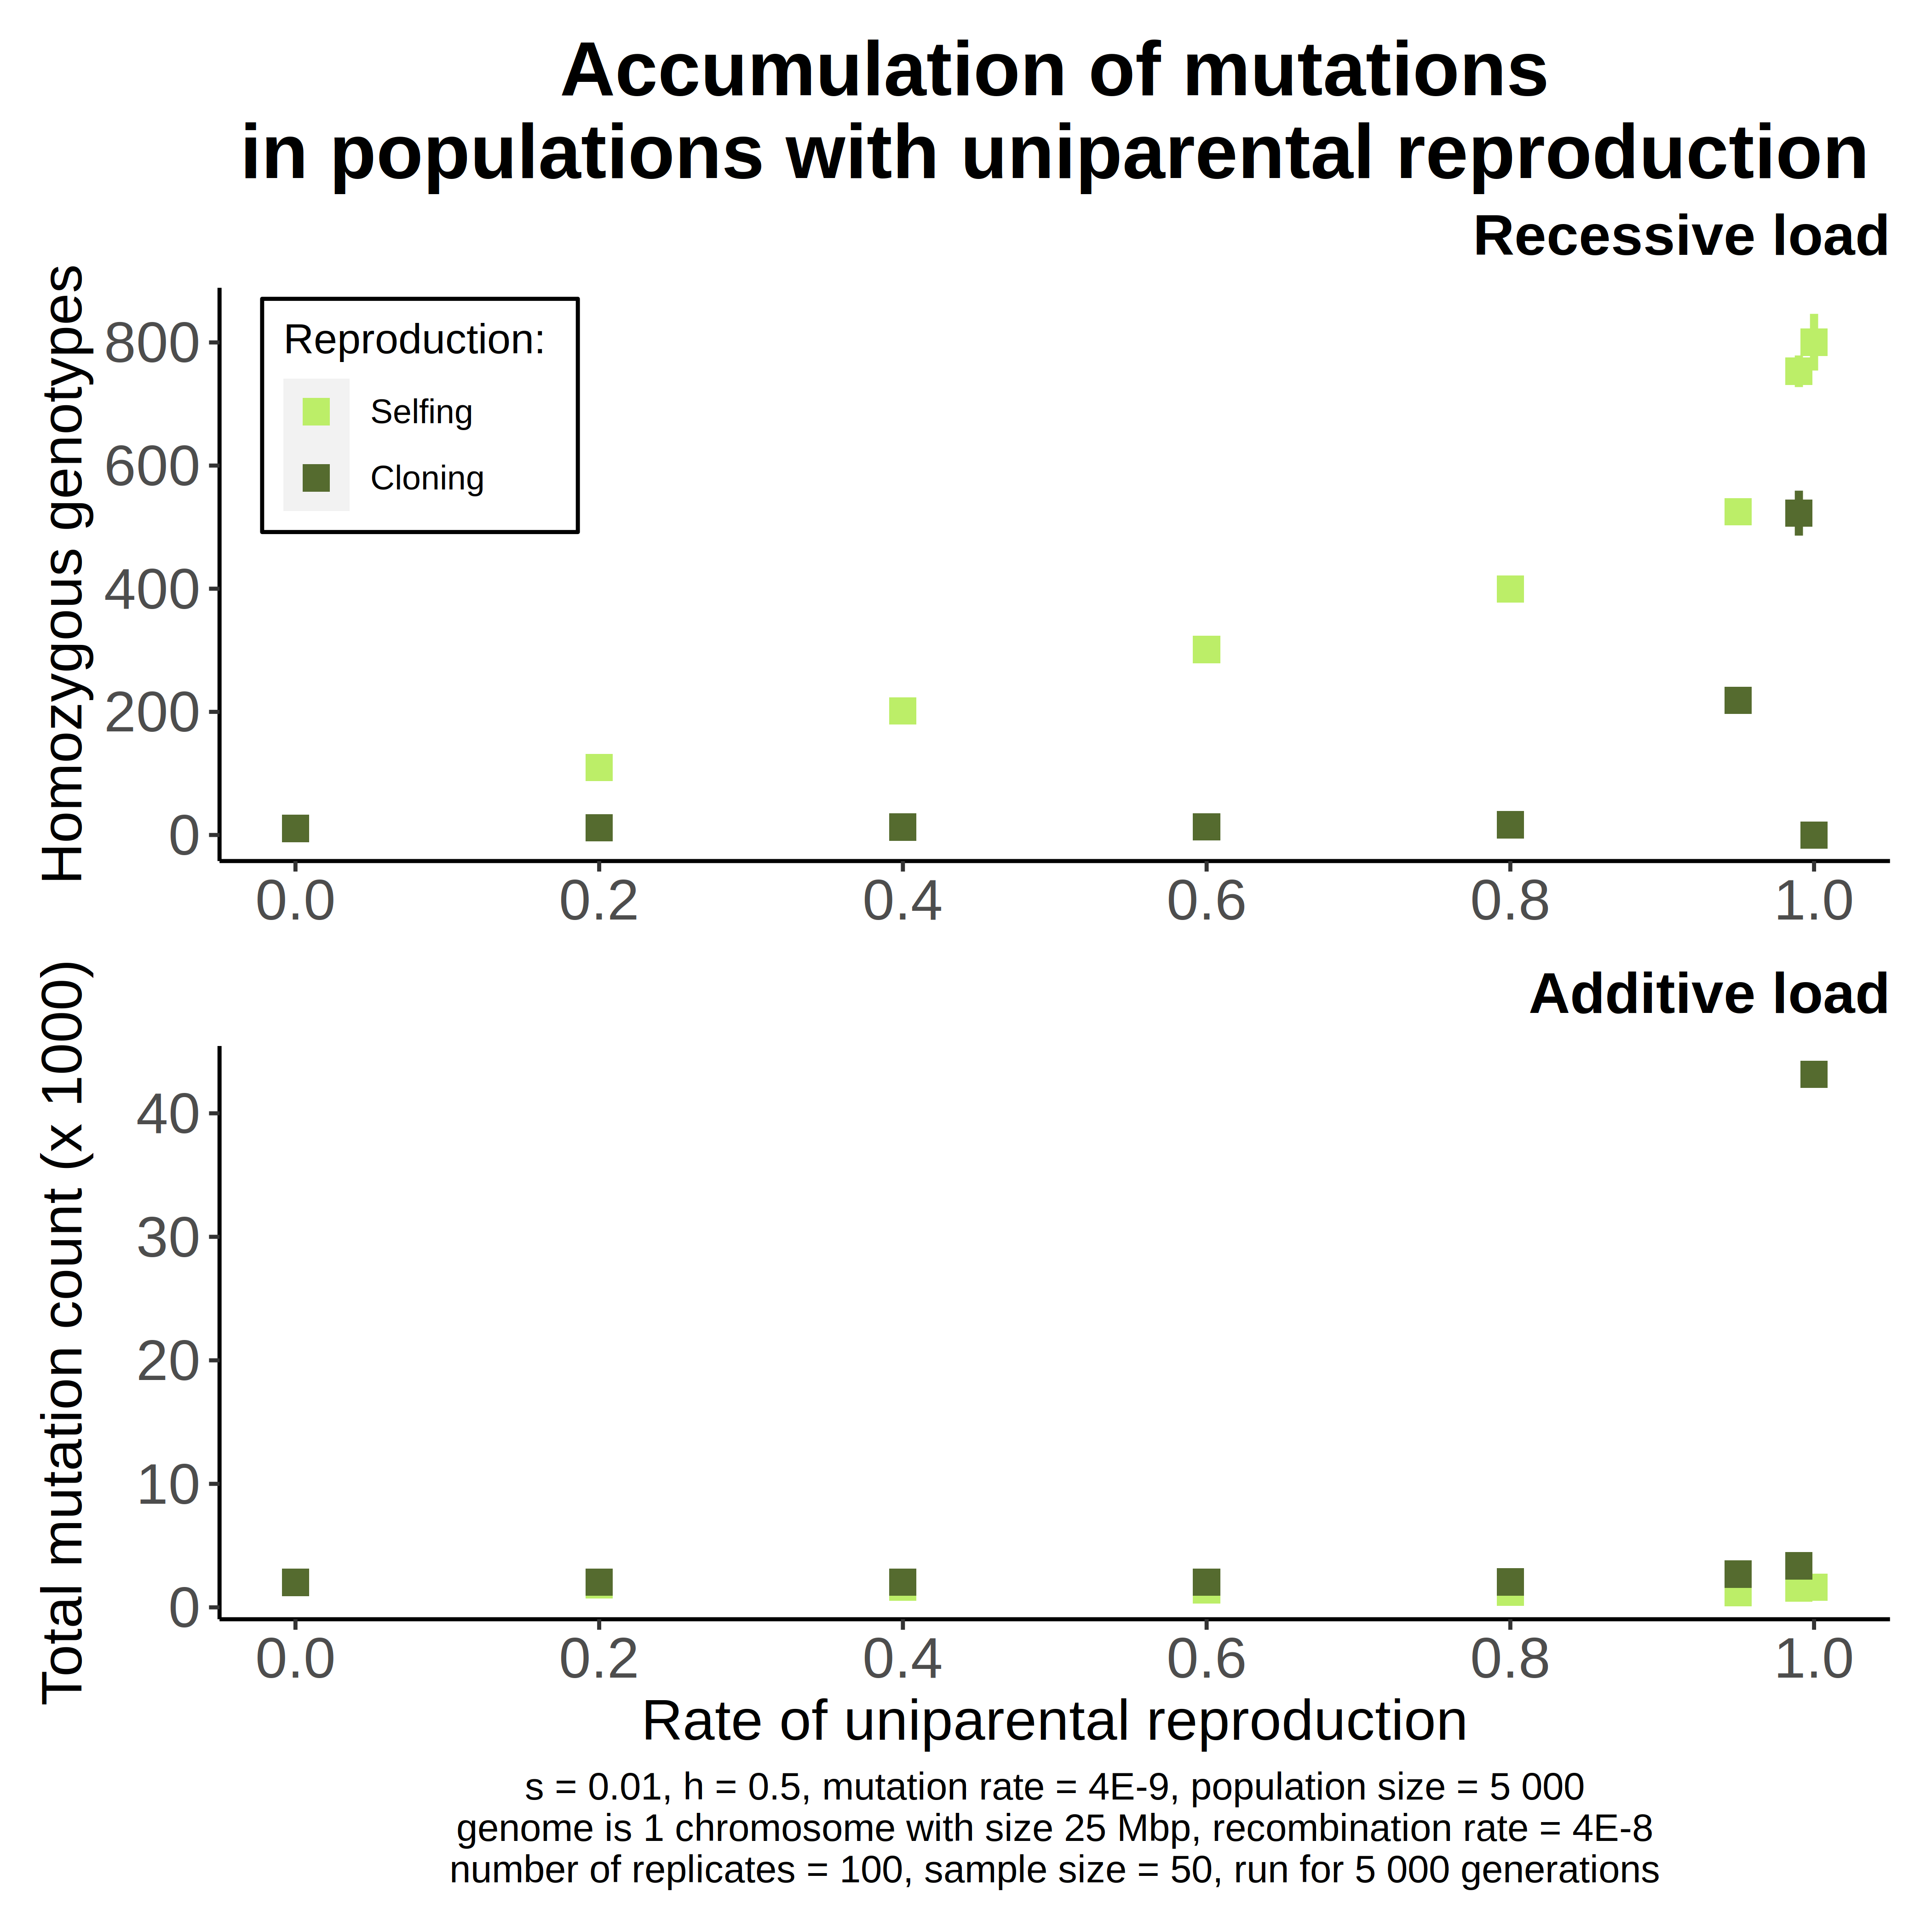 Accumulation of mutations
in populations with uniparental reproduction
Recessive load
Homozygous genotypes
800
600
400
200
0
Reproduction:
Selfing
Cloning
0.0 0.2 0.4 0.6 0.8 1.0
Additive load
Total mutation count (x 1000)
40
30
20
10
0
0.0 0.2 0.4 0.6 0.8 1.0
Rate of uniparental reproduction
s = 0.01, h = 0.5, mutation rate = 4E-9, population size = 5 000
genome is 1 chromosome with size 25 Mbp, recombination rate = 4E-8
number of replicates = 100, sample size = 50, run for 5 000 generations